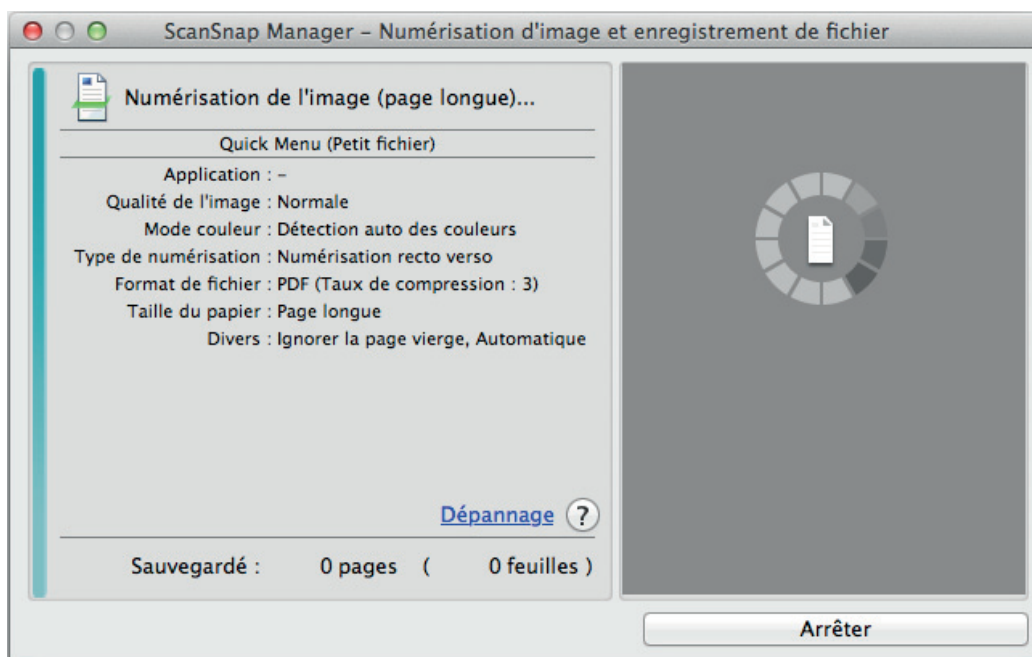 ScanSnap Manager – Numérisation d'image et enregistrement de fichier
Numérisation de l'image (page longue)...
Quick Menu (Petit fichier)
Application : –
Qualité de l'image : Normale
Mode couleur : Détection auto des couleurs
Type de numérisation : Numérisation recto verso
Format de fichier : PDF (Taux de compression : 3)
Taille du papier : Page longue
Divers : Ignorer la page vierge, Automatique
Dépannage ?
Sauvegardé : 0 pages ( 0 feuilles )
Arrêter